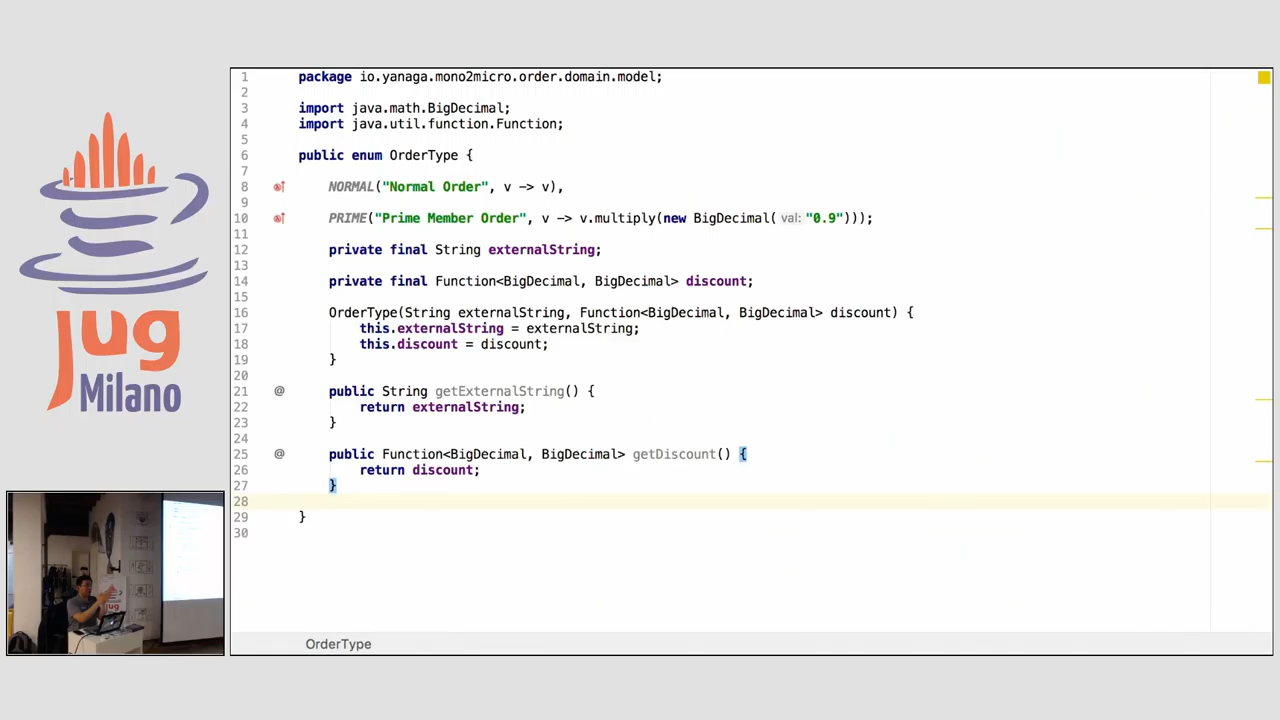 1 package io.yanaga.mono2micro.order.domain.model;
2
3 import java.math.BigDecimal;
4 import java.util.function.Function;
5
6 public enum OrderType {
7
8 NORMAL("Normal Order", v -> v),
9
10 PRIME("Prime Member Order", v -> v.multiply(new BigDecimal( val: "0.9")));
11
12 private final String externalString;
13
14 private final Function<BigDecimal, BigDecimal> discount;
15
16 OrderType(String externalString, Function<BigDecimal, BigDecimal> discount) {
17 this.externalString = externalString;
18 this.discount = discount;
19 }
20
21 @ public String getExternalString() {
22 return externalString;
23 }
24
25 @ public Function<BigDecimal, BigDecimal> getDiscount() {
26 return discount;
27 }
28
29 }
30
OrderType
jug
Milano
jug